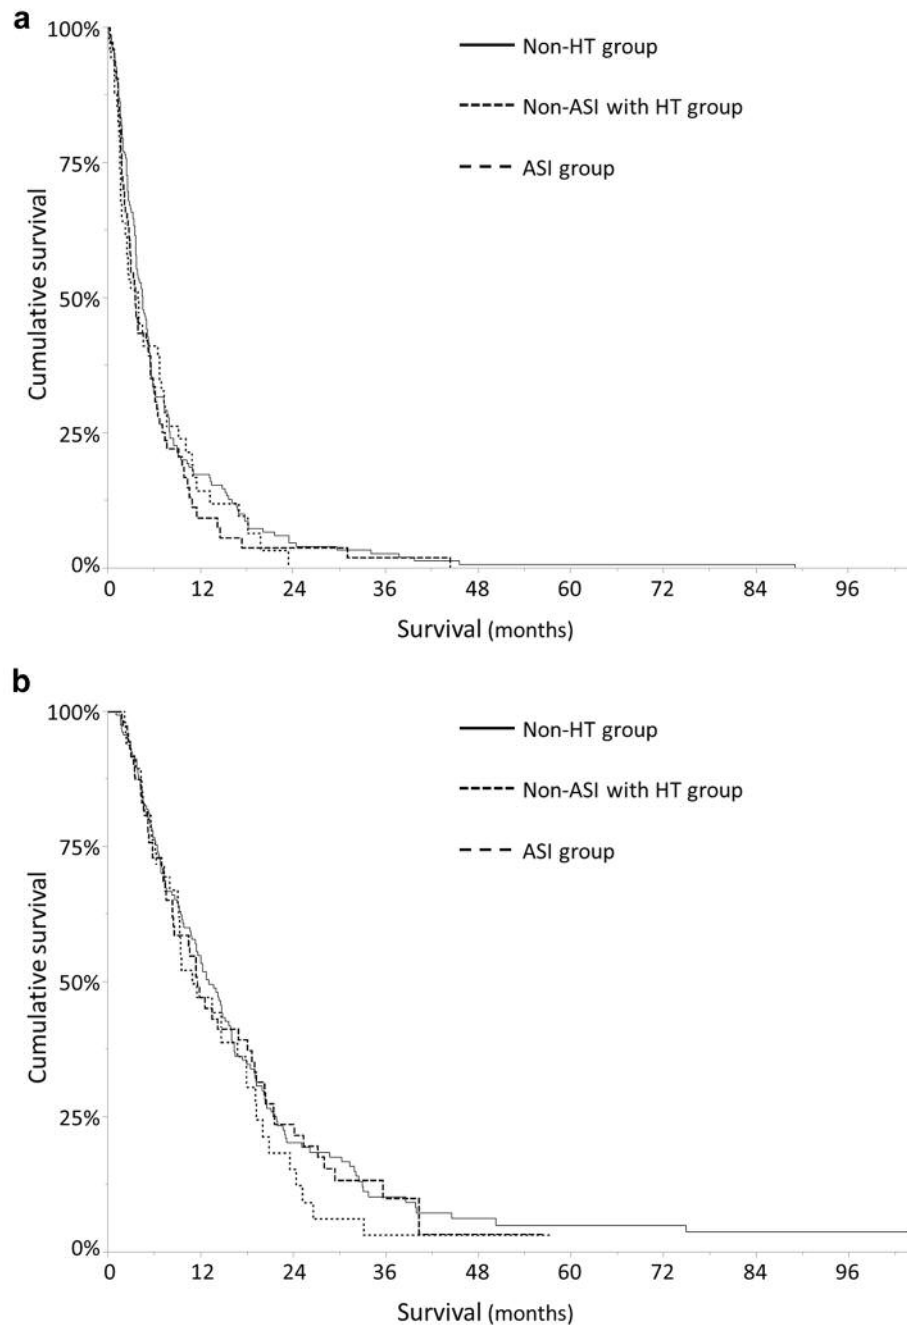 a
100%
75%
50%
25%
0%
Cumulative survival
Non-HT group
Non-ASI with HT group
ASI group
0 12 24 36 48 60 72 84 96
Survival (months)
b
100%
75%
50%
25%
0%
Cumulative survival
Non-HT group
Non-ASI with HT group
ASI group
0 12 24 36 48 60 72 84 96
Survival (months)